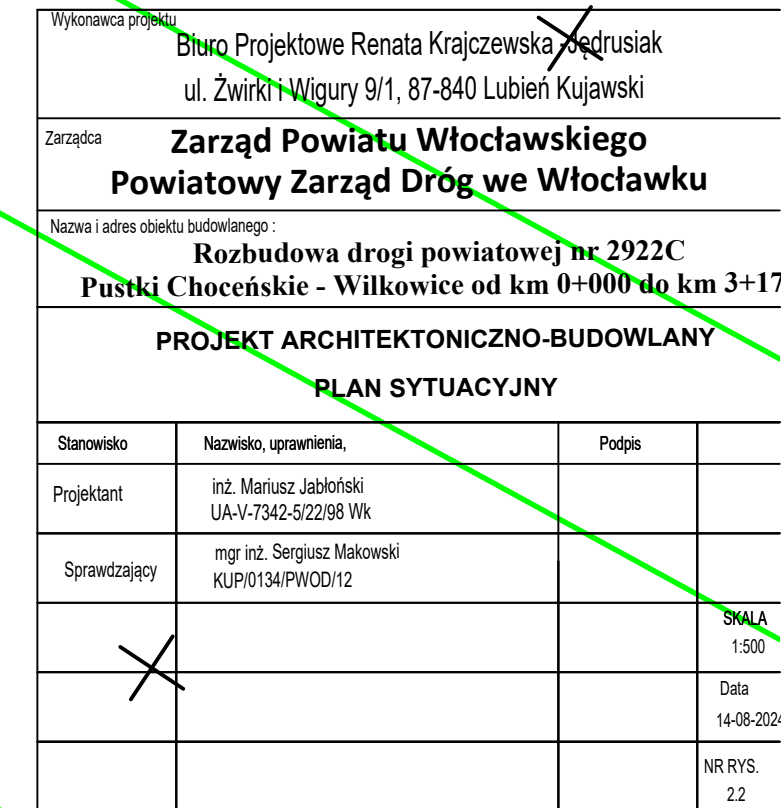 Wykonawca projektu
Biuro Projektowe Renata Krajczewska -Jędrusiak
ul. Żwirki i Wigury 9/1, 87-840 Lubień Kujawski
Zarządca
Zarząd Powiatu Włocławskiego
Powiatowy Zarząd Dróg we Włocławku
Nazwa i adres obiektu budowlanego :
Rozbudowa drogi powiatowej nr 2922C
Pustki Choceńskie - Wilkowice od km 0+000 do km 3+17
PROJEKT ARCHITEKTONICZNO-BUDOWLANY
PLAN SYTUACYJNY
Stanowisko Nazwisko, uprawnienia, Podpis
Projektant
inż. Mariusz Jabłoński
UA-V-7342-5/22/98 Wk
Sprawdzający
mgr inż. Sergiusz Makowski
KUP/0134/PWOD/12
SKALA
1:500
Data
14-08-2024
NR RYS.
2.2